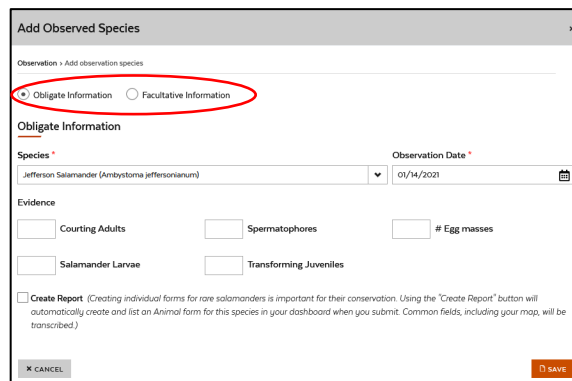 Add Observed Species
Observation › Add observation species
Obligate Information Facultative Information
Obligate Information
Species * Observation Date *
Jefferson Salamander (Ambystoma jeffersonianum) 01/14/2021
Evidence
Courting Adults Spermatophores # Egg masses
Salamander Larvae Transforming Juveniles
Create Report (Creating individual forms for rare salamanders is important for their conservation. Using the "Create Report" button will
automatically create and list an Animal form for this species in your dashboard when you submit. Common fields, including your map, will be
transcribed.)
× CANCEL SAVE